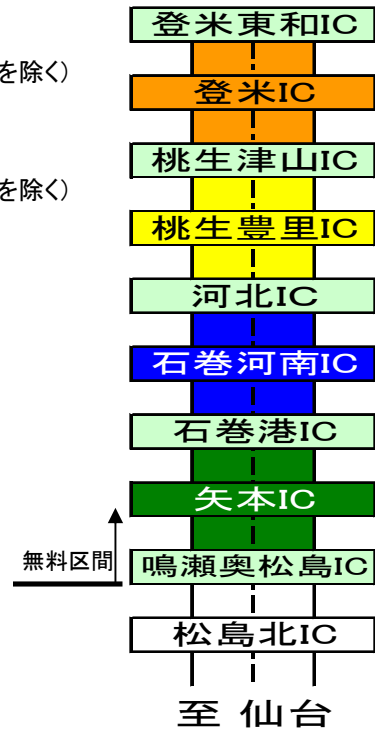 登米東和IC
を除く)
登米IC
桃生津山IC
を除く)
桃生豊里IC
河北IC
石巻河南IC
石巻港IC
矢本IC
無料区間
鳴瀬奥松島IC
松島北IC
至 仙台